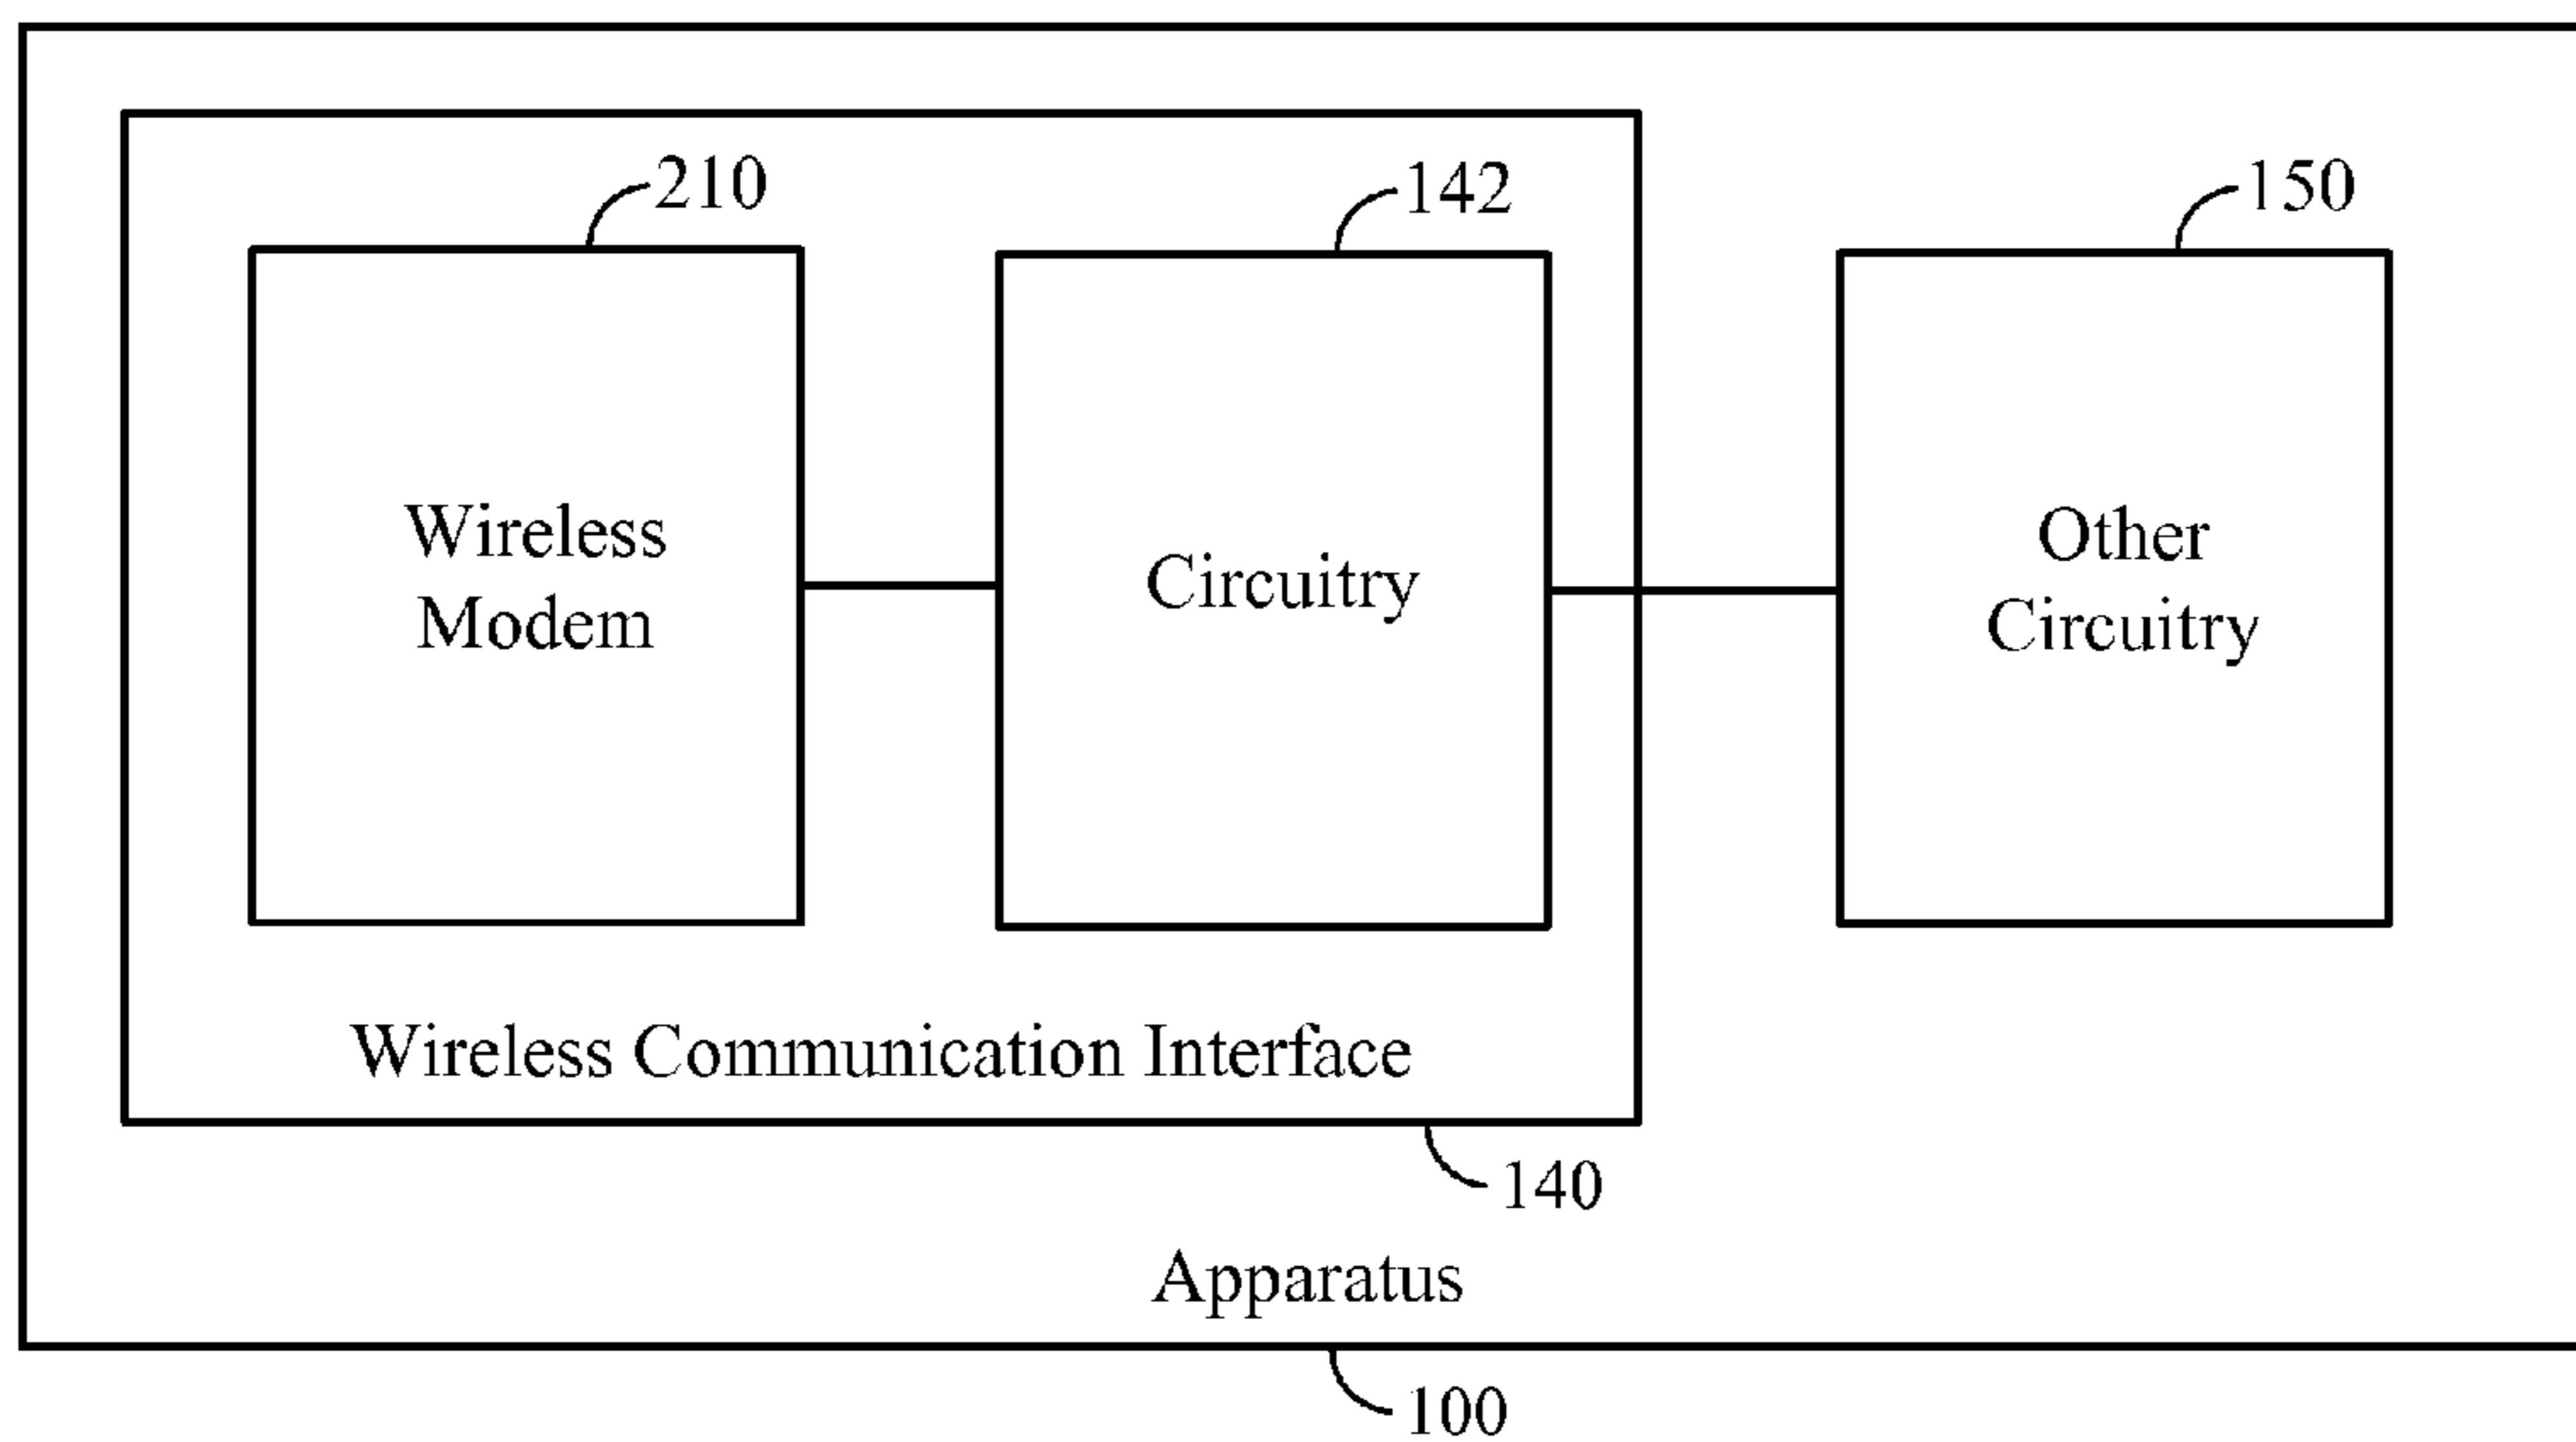 210
142
150
Wireless
Modem
Circuitry
Other
Circuitry
Wireless Communication Interface
140
Apparatus
100